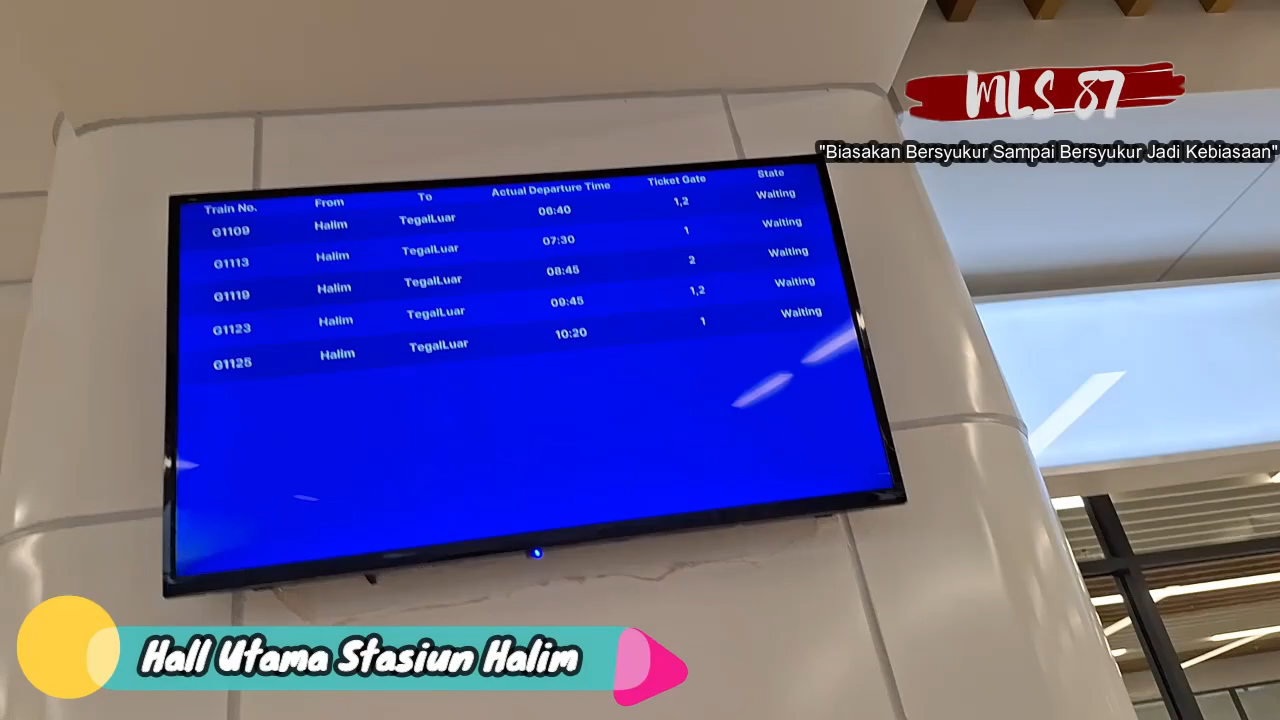 MLS 87
"Biasakan Bersyukur Sampai Bersyukur Jadi Kebiasaan"
Train No. From To Actual Departure Time Ticket Gate State
G1109 Halim TegalLuar 06:40 1,2 Waiting
G1113 Halim TegalLuar 07:30 1 Waiting
G1119 Halim TegalLuar 08:45 2 Waiting
G1123 Halim TegalLuar 09:45 1,2 Waiting
G1125 Halim TegalLuar 10:20 1 Waiting
Hall Utama Stasiun Halim